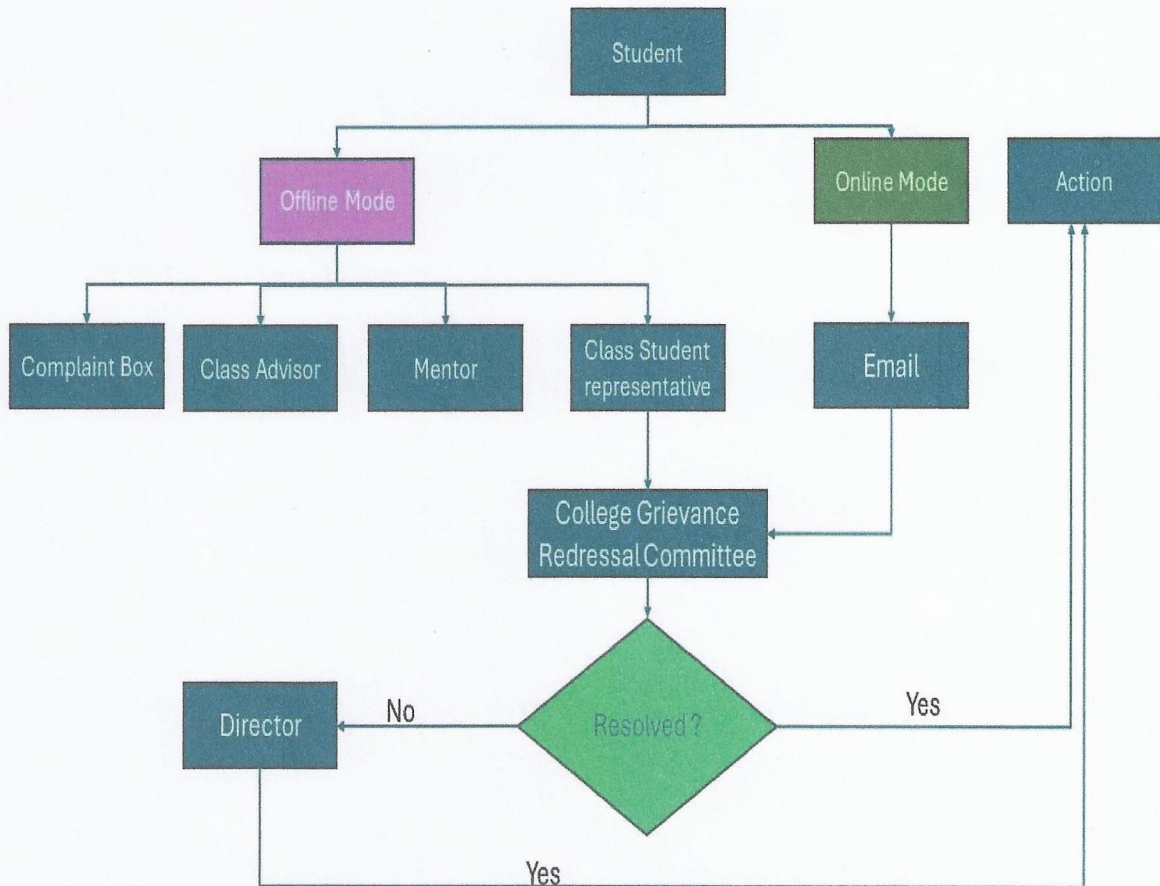 Student
Offline Mode
Online Mode
Action
Complaint Box
Class Advisor
Mentor
Class Student
representative
Email
College Grievance
Redressal Committee
Director
No
Resolved ?
Yes
Yes